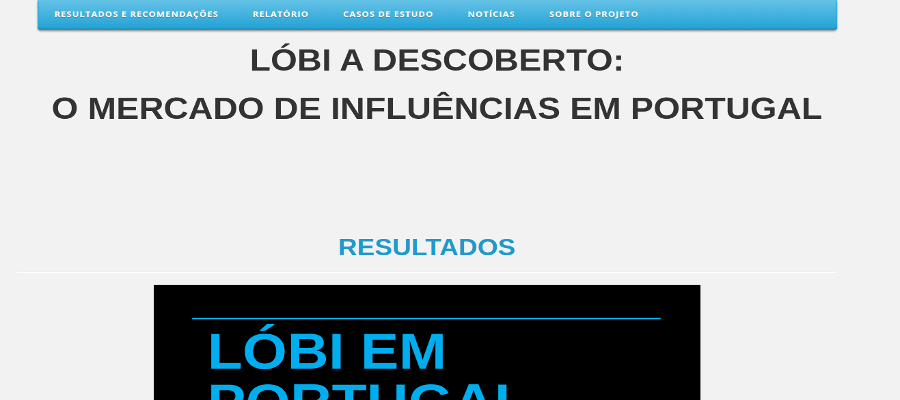 RESULTADOS E RECOMENDAÇÕES RELATÓRIO CASOS DE ESTUDO NOTÍCIAS SOBRE O PROJETO
LÓBI A DESCOBERTO:
O MERCADO DE INFLUÊNCIAS EM PORTUGAL
RESULTADOS
LÓBI EM
PORTUGAL